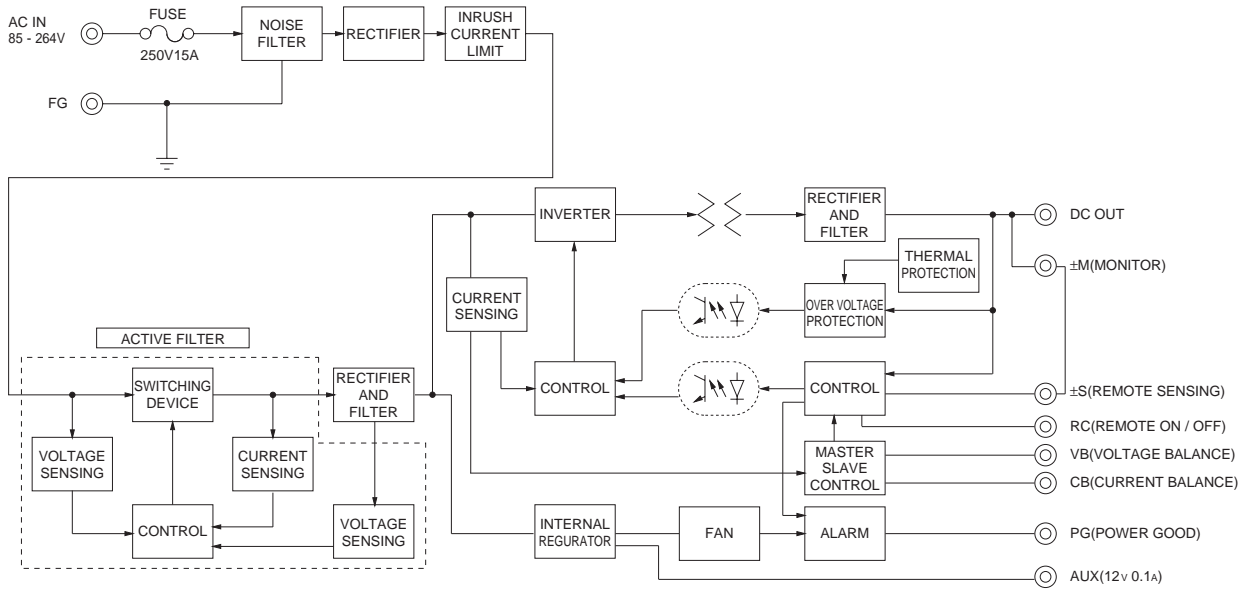 AC IN
85 - 264V
FUSE
250V15A
NOISE
FILTER
RECTIFIER
INRUSH
CURRENT
LIMIT
FG
INVERTER
RECTIFIER
AND
FILTER
DC OUT
THERMAL
PROTECTION
±M(MONITOR)
CURRENT
SENSING
OVER VOLTAGE
PROTECTION
ACTIVE FILTER
SWITCHING
DEVICE
RECTIFIER
AND
FILTER
CONTROL
CONTROL
±S(REMOTE SENSING)
RC(REMOTE ON / OFF)
VOLTAGE
SENSING
CURRENT
SENSING
MASTER
SLAVE
CONTROL
VB(VOLTAGE BALANCE)
CB(CURRENT BALANCE)
CONTROL
VOLTAGE
SENSING
INTERNAL
REGURATOR
FAN
ALARM
PG(POWER GOOD)
AUX(12V 0.1A)